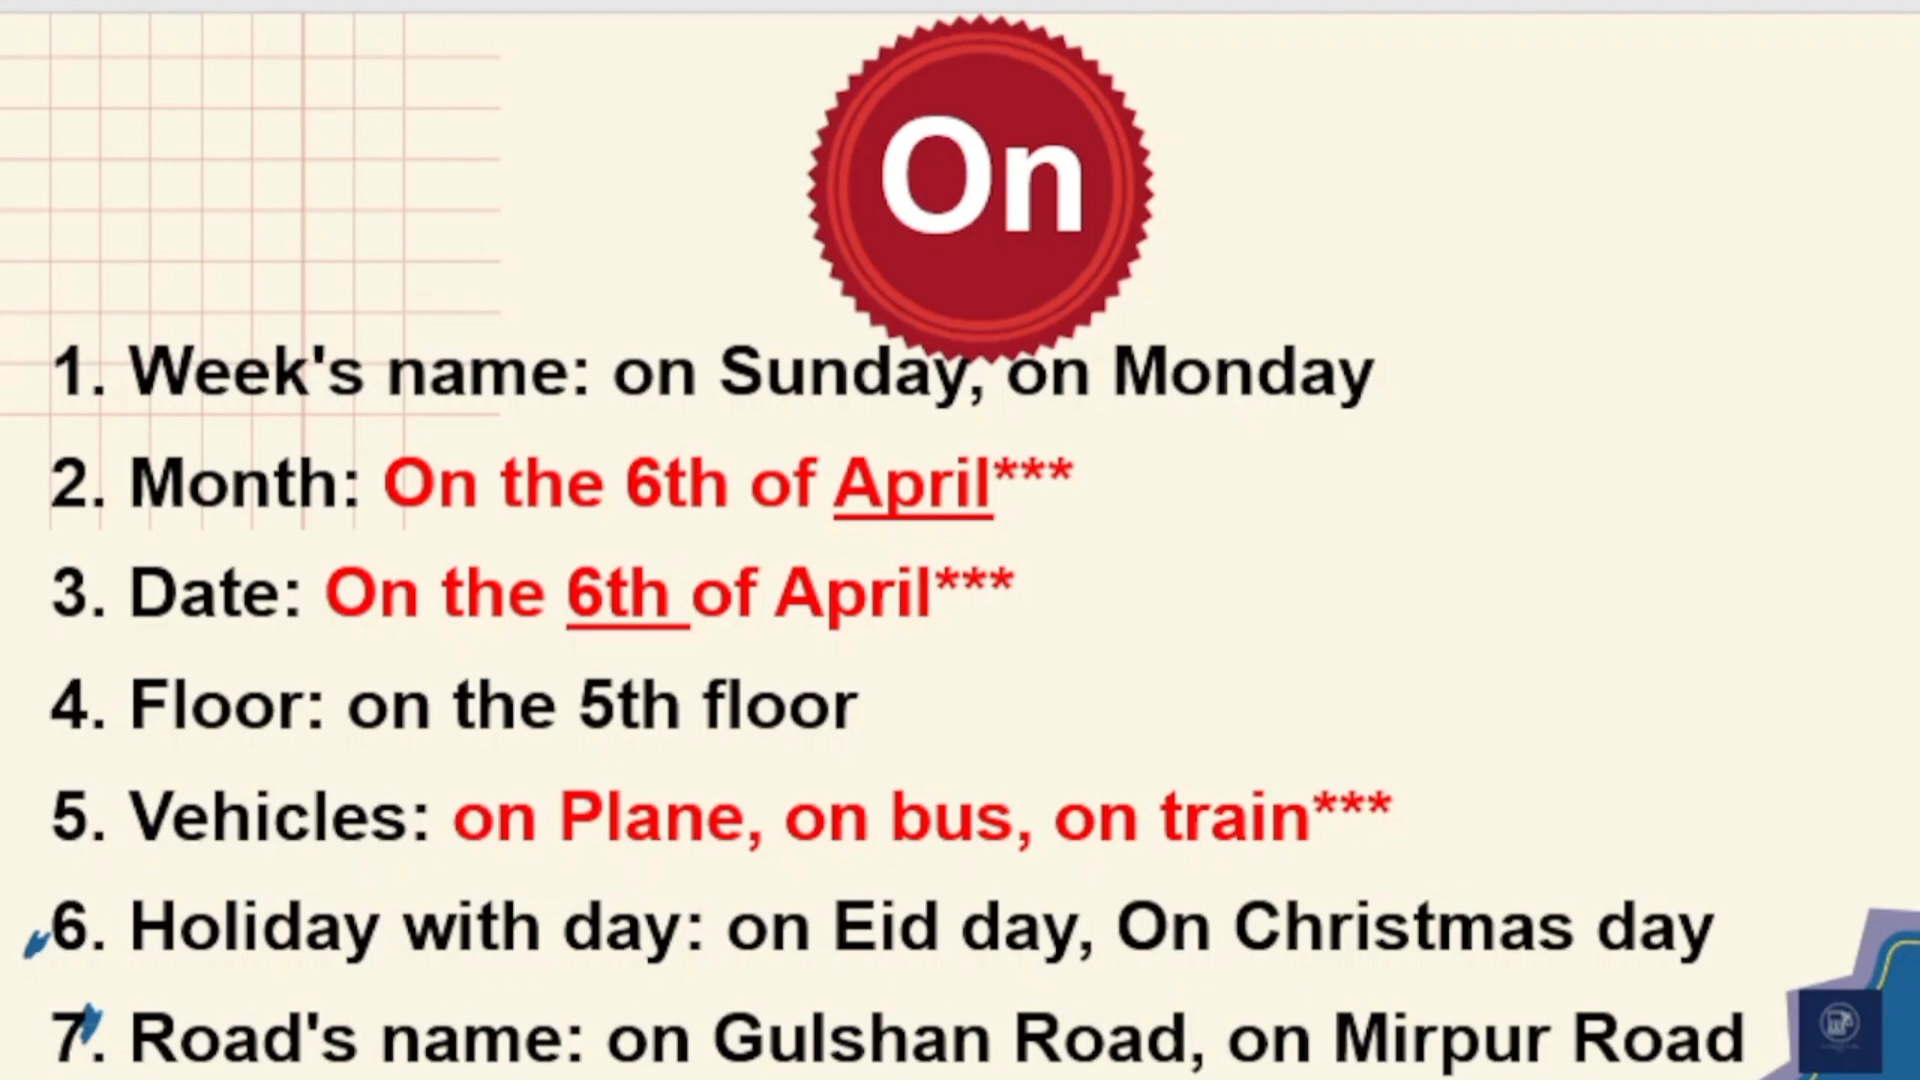 On
1. Week's name: on Sunday, on Monday
2. Month: On the 6th of April***
3. Date: On the 6th of April***
4. Floor: on the 5th floor
5. Vehicles: on Plane, on bus, on train***
6. Holiday with day: on Eid day, On Christmas day
7. Road's name: on Gulshan Road, on Mirpur Road